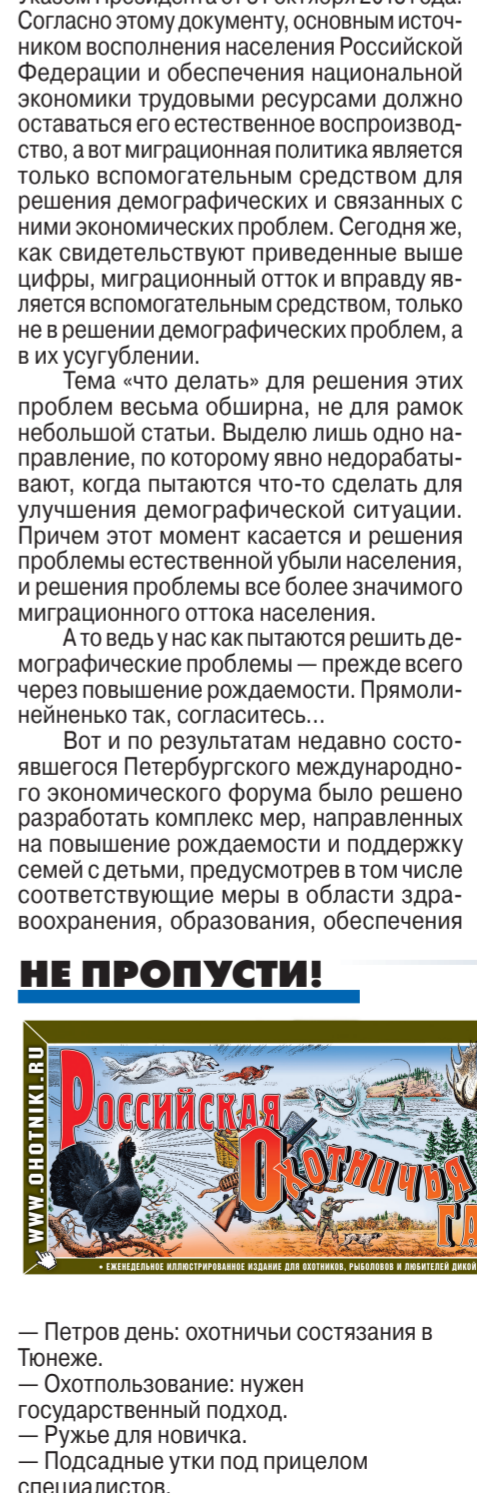 Указом Президента от 31 октября 2018 года.
Согласно этому документу, основным источ-
ником восполнения населения Российской
Федерации и обеспечения национальной
экономики трудовыми ресурсами должно
оставаться его естественное воспроизвод-
ство, а вот миграционная политика является
только вспомогательным средством для
решения демографических и связанных с
ними экономических проблем. Сегодня же,
как свидетельствуют приведенные выше
цифры, миграционный отток и вправду яв-
ляется вспомогательным средством, только
не в решении демографических проблем, а
в их усугублении.
Тема «что делать» для решения этих
проблем весьма обширна, не для рамок
небольшой статьи. Выделю лишь одно на-
правление, по которому явно недорабаты-
вают, когда пытаются что-то сделать для
улучшения демографической ситуации.
Причем этот момент касается и решения
проблемы естественной убыли населения,
и решения проблемы все более значимого
миграционного оттока населения.
А то ведь у нас как пытаются решить де-
мографические проблемы — прежде всего
через повышение рождаемости. Прямоли-
нейненько так, согласитесь...
Вот и по результатам недавно состо-
явшегося Петербургского международно-
го экономического форума было решено
разработать комплекс мер, направленных
на повышение рождаемости и поддержку
семей с детьми, предусмотрев в том числе
соответствующие меры в области здра-
воохранения, образования, обеспечения
НЕ ПРОПУСТИ!
WWW.OHOTNIKI.RU
Российская
Охотничья
ГА
• ЕЖЕНЕДЕЛЬНОЕ ИЛЛЮСТРИРОВАННОЕ ИЗДАНИЕ ДЛЯ ОХОТНИКОВ, РЫБОЛОВОВ И ЛЮБИТЕЛЕЙ ДИКОЙ
— Петров день: охотничьи состязания в
Тюнеже.
— Охотпользование: нужен
государственный подход.
— Ружье для новичка.
— Подсадные утки под прицелом
специалистов.